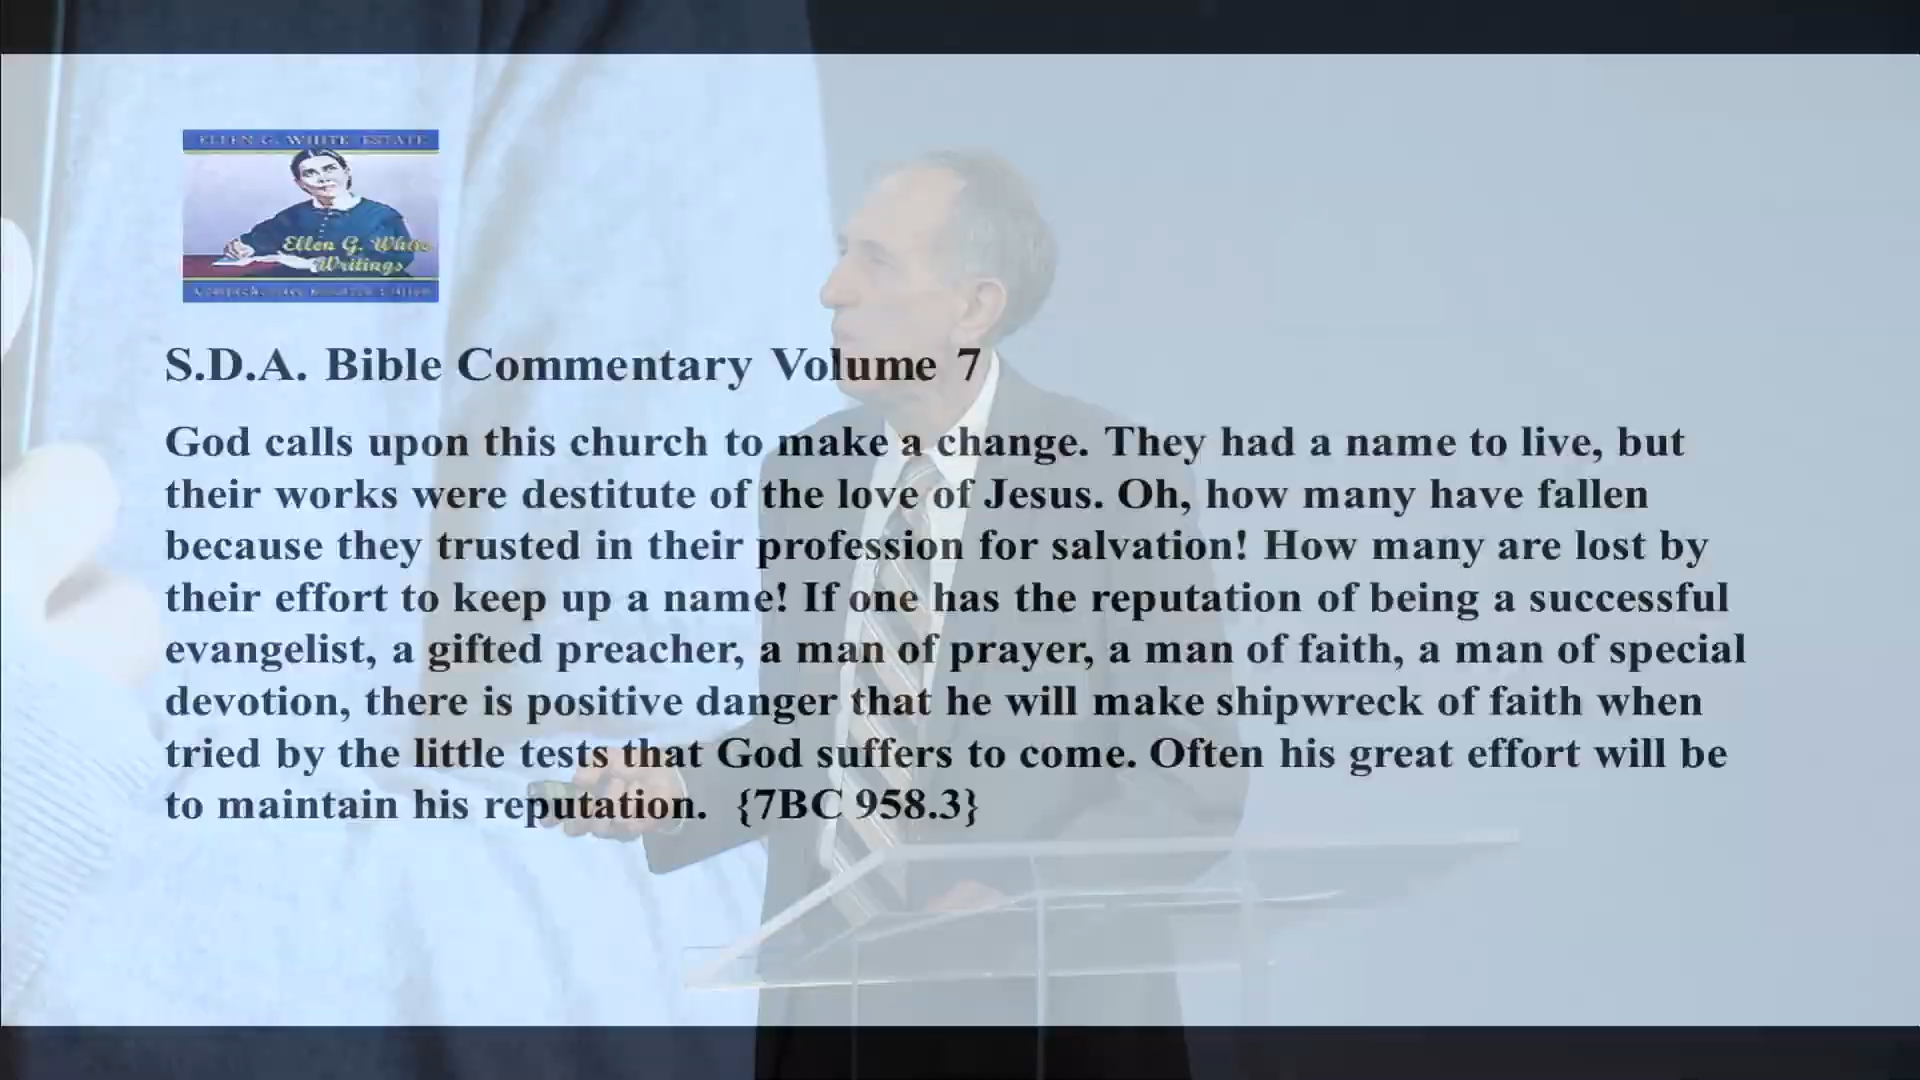 ELLEN G. WHITE ESTATE
Ellen G. White
Writings
S.D.A. Bible Commentary Volume 7
God calls upon this church to make a change. They had a name to live, but
their works were destitute of the love of Jesus. Oh, how many have fallen
because they trusted in their profession for salvation! How many are lost by
their effort to keep up a name! If one has the reputation of being a successful
evangelist, a gifted preacher, a man of prayer, a man of faith, a man of special
devotion, there is positive danger that he will make shipwreck of faith when
tried by the little tests that God suffers to come. Often his great effort will be
to maintain his reputation. {7BC 958.3}